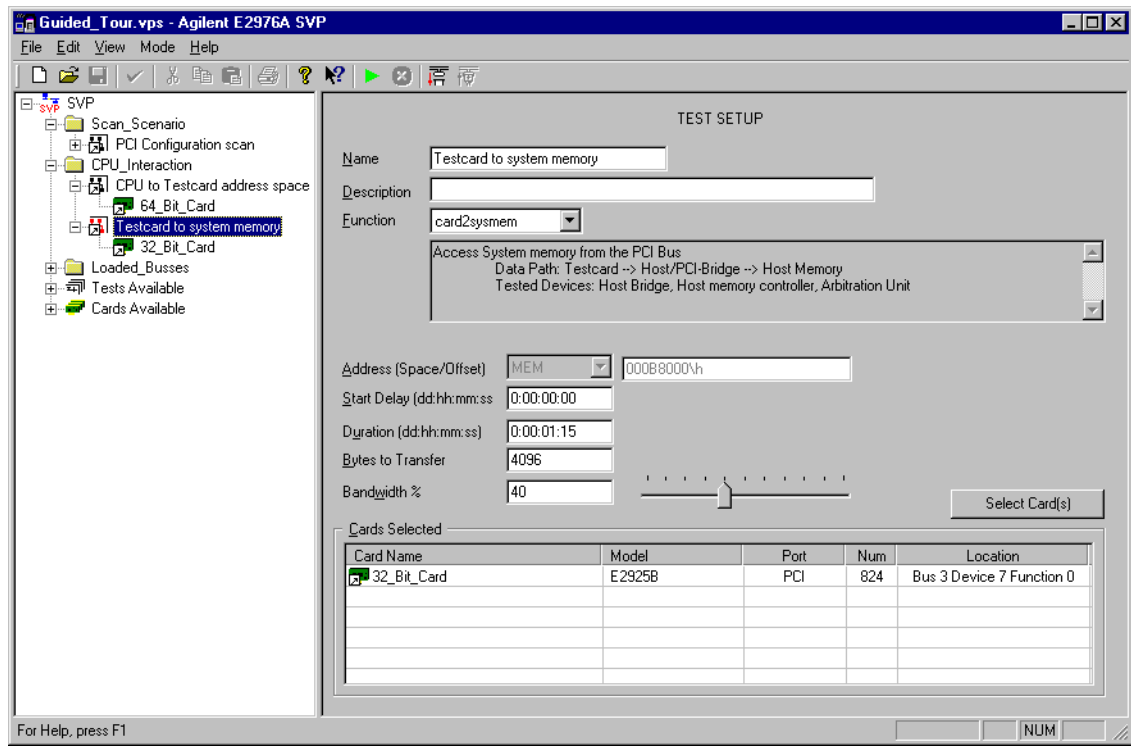 Guided_Tour.vps - Agilent E2976A SVP
File Edit View Mode Help
SVP
Scan_Scenario
PCI Configuration scan
CPU_Interaction
CPU to Testcard address space
64_Bit_Card
Testcard to system memory
32_Bit_Card
Loaded_Busses
Tests Available
Cards Available
TEST SETUP
Name Testcard to system memory
Description
Function card2sysmem
Access System memory from the PCI Bus
Data Path: Testcard --> Host/PCI-Bridge --> Host Memory
Tested Devices: Host Bridge, Host memory controller, Arbitration Unit
Address (Space/Offset) MEM 000B8000\h
Start Delay (dd:hh:mm:ss 0:00:00:00
Duration (dd:hh:mm:ss) 0:00:01:15
Bytes to Transfer 4096
Bandwidth % 40
Select Card(s)
Cards Selected
Card Name Model Port Num Location
32_Bit_Card E2925B PCI 824 Bus 3 Device 7 Function 0
For Help, press F1 NUM